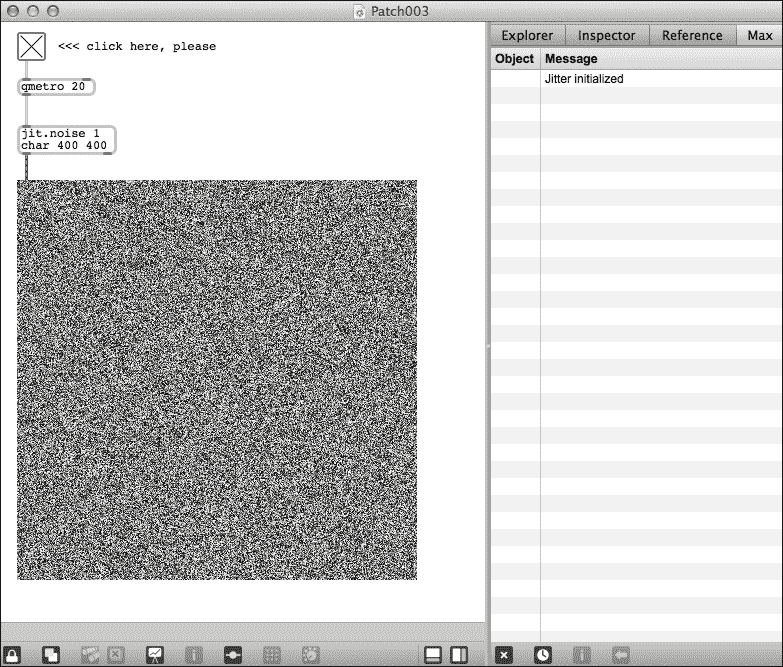 Patch003
<<< click here, please
qmetro 20
jit.noise 1
char 400 400
Explorer Inspector Reference Max
Object Message
Jitter initialized